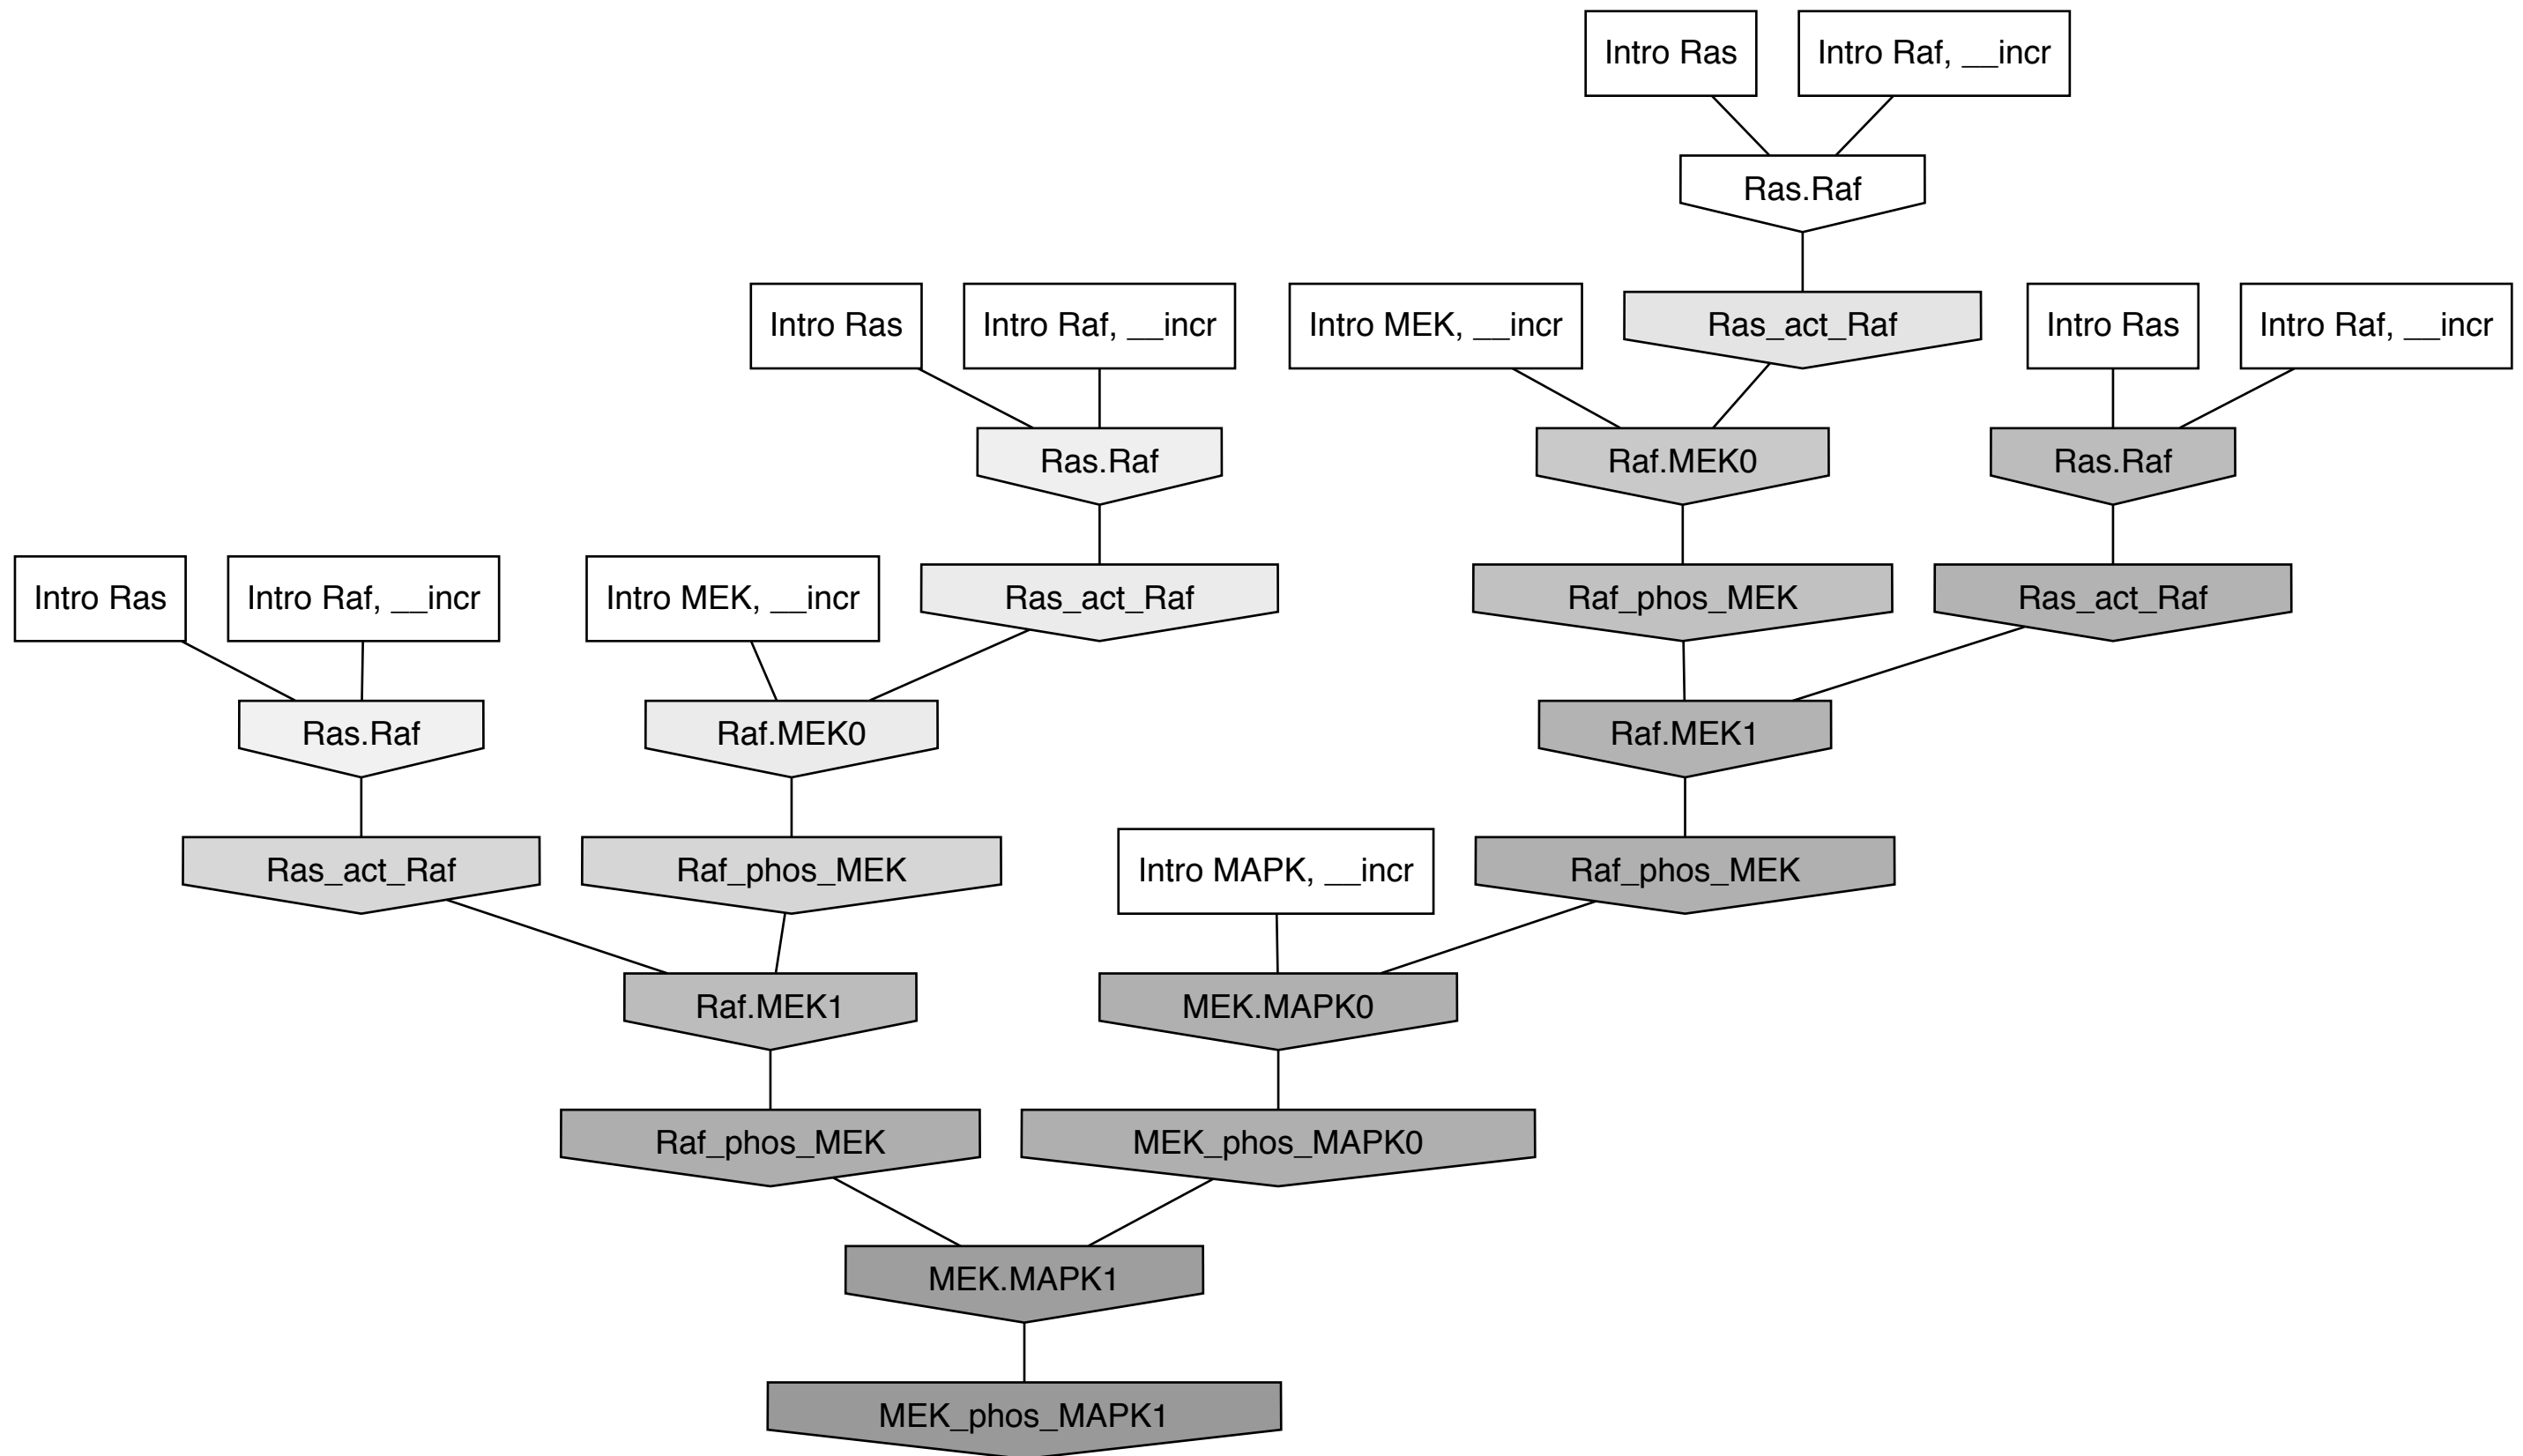 Intro Ras
Intro Raf, __incr
Ras.Raf
Intro Ras
Intro Raf, __incr
Intro MEK, __incr
Ras_act_Raf
Intro Ras
Intro Raf, __incr
Ras.Raf
Raf.MEK0
Ras.Raf
Intro Ras
Intro Raf, __incr
Intro MEK, __incr
Ras_act_Raf
Raf_phos_MEK
Ras_act_Raf
Ras.Raf
Raf.MEK0
Raf.MEK1
Ras_act_Raf
Raf_phos_MEK
Intro MAPK, __incr
Raf_phos_MEK
Raf.MEK1
MEK.MAPK0
Raf_phos_MEK
MEK_phos_MAPK0
MEK.MAPK1
MEK_phos_MAPK1